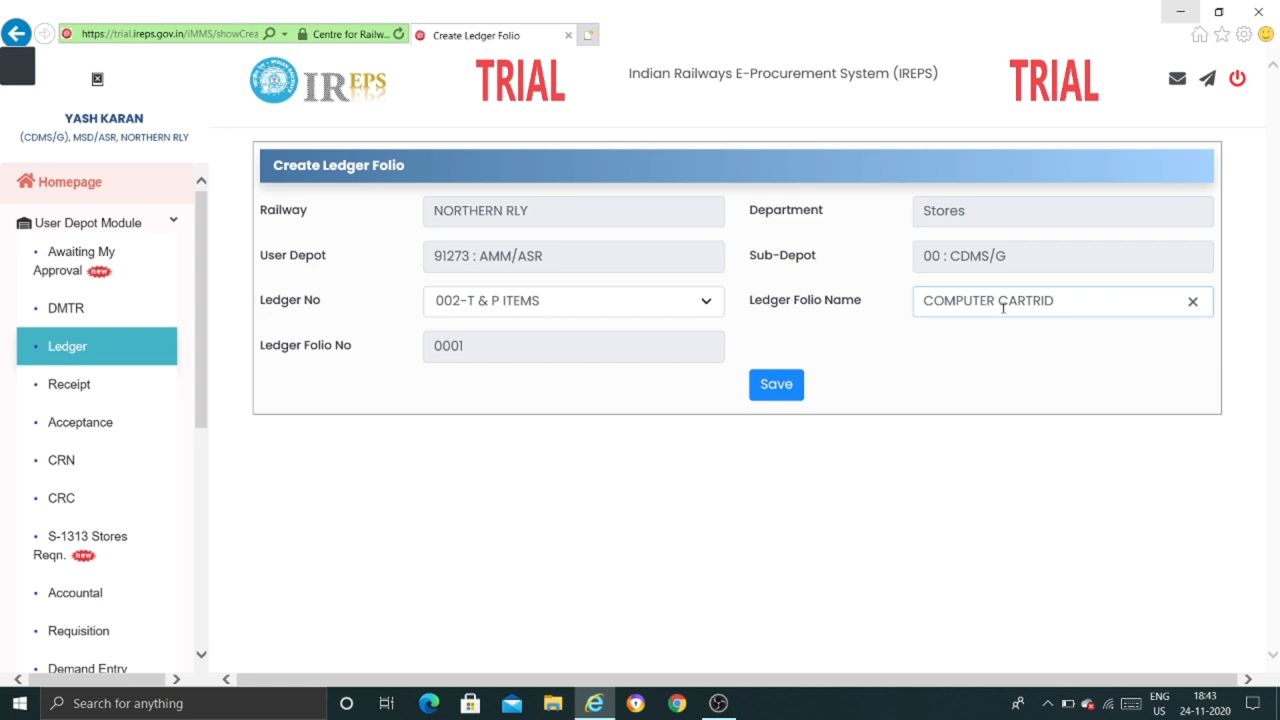 https://trial.ireps.gov.in/iMMS/showCrea
Centre for Railw...
Create Ledger Folio
IREPS
TRIAL
Indian Railways E-Procurement System (IREPS)
TRIAL
YASH KARAN
(CDMS/G), MSD/ASR, NORTHERN RLY
Homepage
User Depot Module
Awaiting My
Approval new
DMTR
Ledger
Receipt
Acceptance
CRN
CRC
S-1313 Stores
Reqn. new
Accountal
Requisition
Demand Entry
Create Ledger Folio
Railway NORTHERN RLY Department Stores
User Depot 91273 : AMM/ASR Sub-Depot 00 : CDMS/G
Ledger No 002-T & P ITEMS Ledger Folio Name COMPUTER CARTRID
Ledger Folio No 0001
Save
Search for anything
ENG
US
18:43
24-11-2020